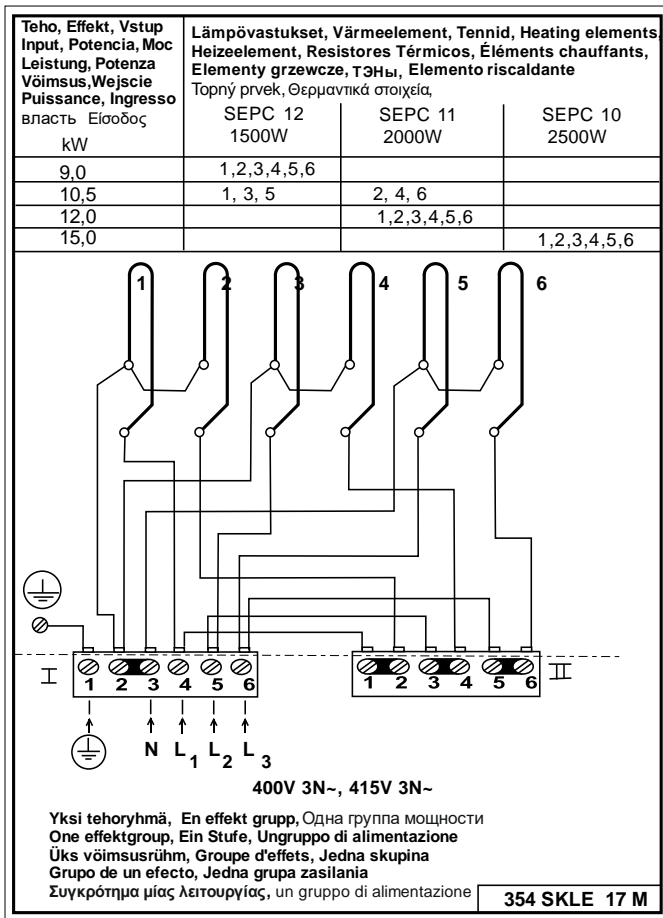 Teho, Effekt, Vstup
Input, Potencia, Moc
Leistung, Potenza
Vöimsus,Wejscie
Puissance, Ingresso
власть Είσοδος
kW
Lämpövastukset, Värmeelement, Tennid, Heating elements,
Heizeelement, Resistores Térmicos, Éléments chauffants,
Elementy grzewcze, ТЭНы, Elemento riscaldante
Topný prvek, Θερμαντικά στοιχεία,
SEPC 12 SEPC 11 SEPC 10
1500W 2000W 2500W
9,0 1,2,3,4,5,6
10,5 1, 3, 5 2, 4, 6
12,0 1,2,3,4,5,6
15,0 1,2,3,4,5,6
1 2 3 4 5 6
I 1 2 3 4 5 6 1 2 3 4 5 6 II
N L1 L2 L3
400V 3N~, 415V 3N~
Yksi tehoryhmä, En effekt grupp, Одна группа мощности
One effektgroup, Ein Stufe, Ungruppo di alimentazione
Üks vöimsusrühm, Groupe d'effets, Jedna skupina
Grupo de un efecto, Jedna grupa zasilania
Συγκρότημα μίας λειτουργίας, un gruppo di alimentazione
354 SKLE 17 M